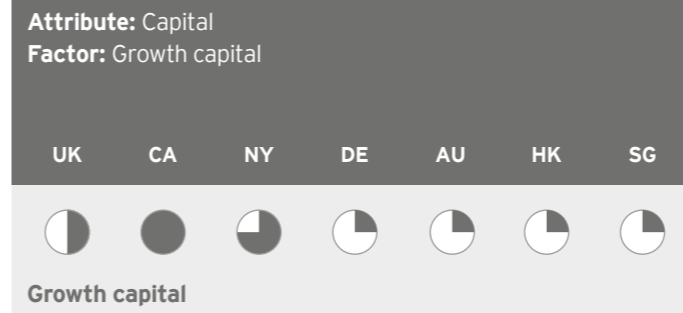 Attribute: Capital
Factor: Growth capital
UK CA NY DE AU HK SG
Growth capital